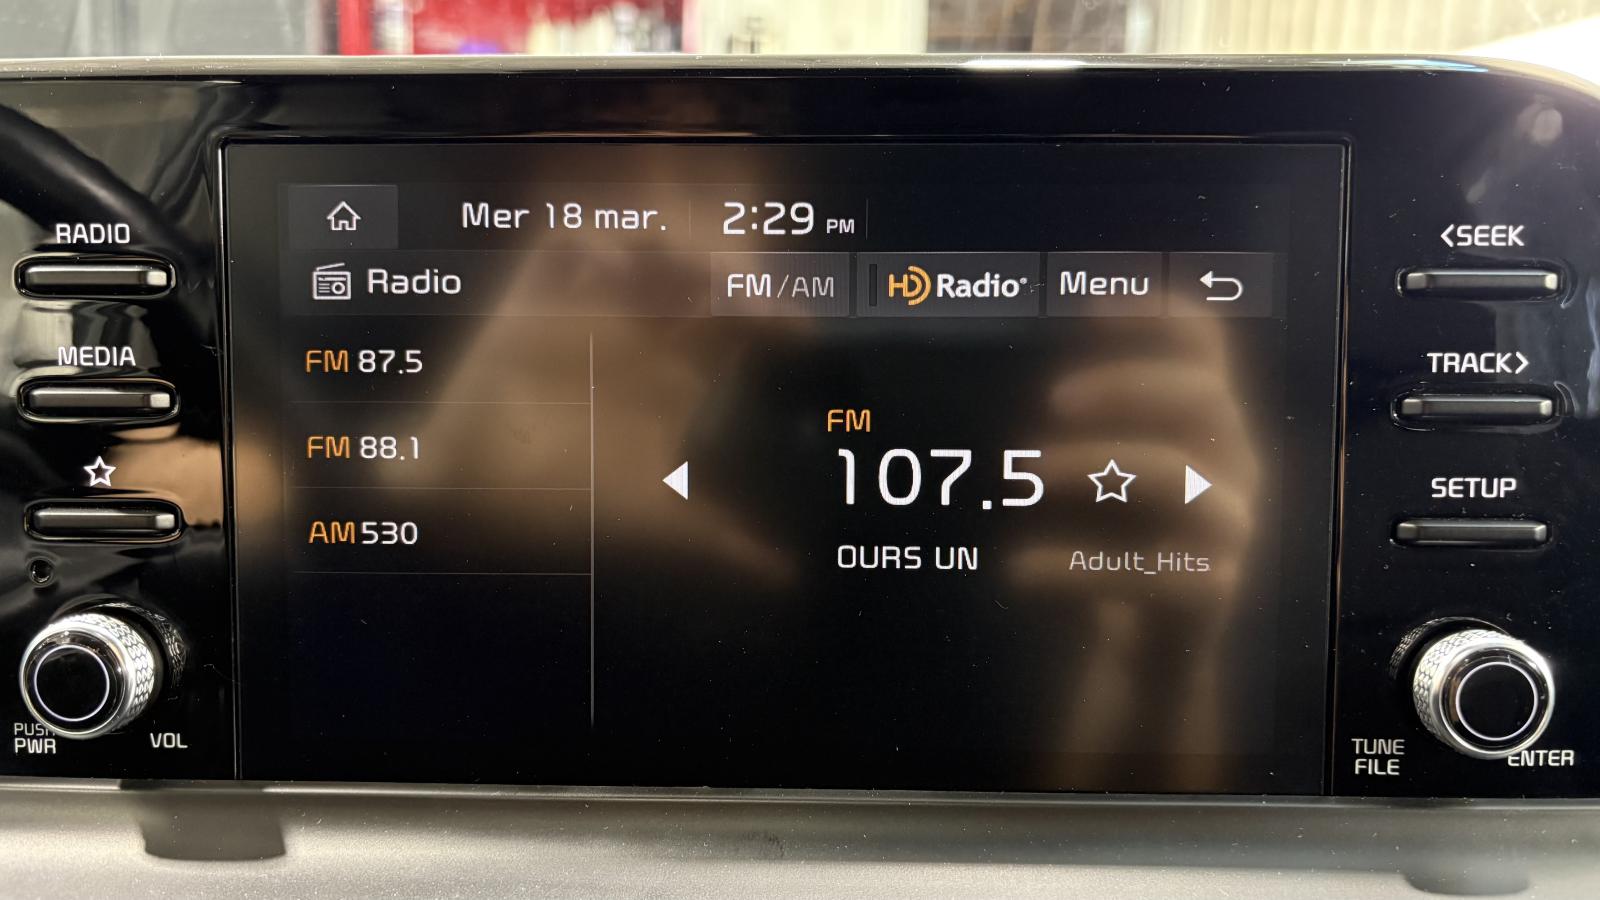 RADIO
MEDIA
PUSH
PWR
VOL
Mer 18 mar.
2:29 PM
Radio
FM/AM
HD Radio®
Menu
FM 87.5
FM 88.1
AM 530
FM
107.5
OURS UN
Adult_Hits
<SEEK
TRACK>
SETUP
TUNE
FILE
ENTER